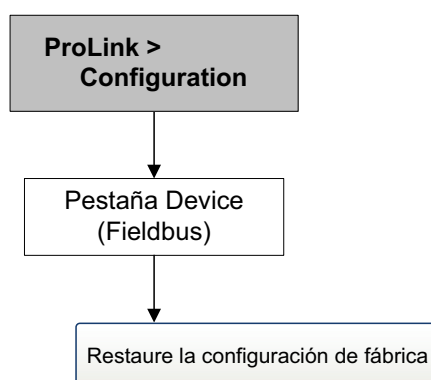 ProLink >
Configuration
Pestaña Device
(Fieldbus)
Restaure la configuración de fábrica